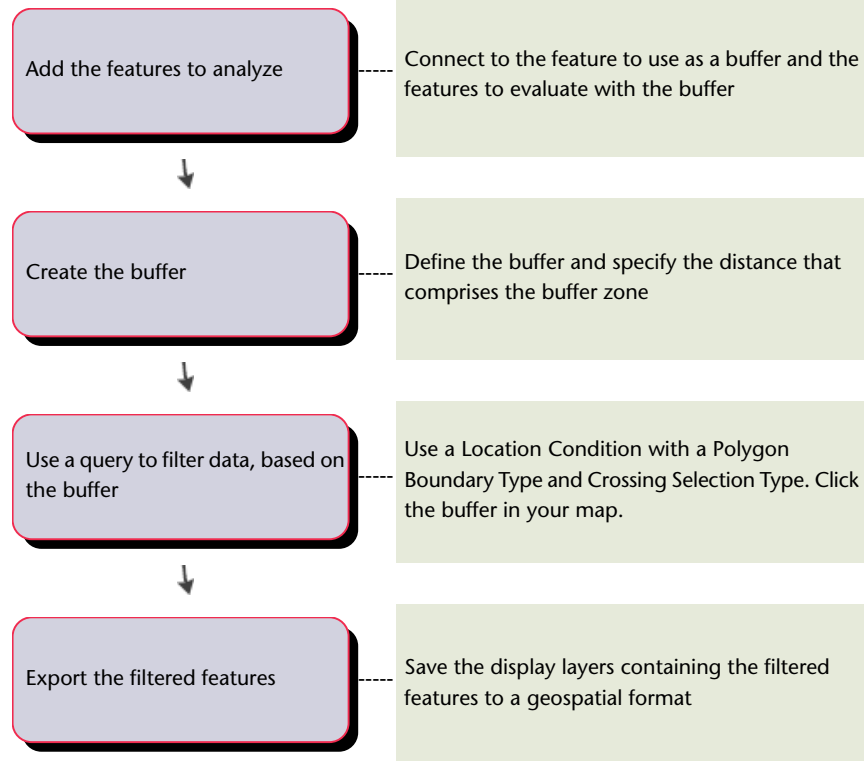 Add the features to analyze
Connect to the feature to use as a buffer and the
features to evaluate with the buffer
Create the buffer
Define the buffer and specify the distance that
comprises the buffer zone
Use a query to filter data, based on
the buffer
Use a Location Condition with a Polygon
Boundary Type and Crossing Selection Type. Click
the buffer in your map.
Export the filtered features
Save the display layers containing the filtered
features to a geospatial format